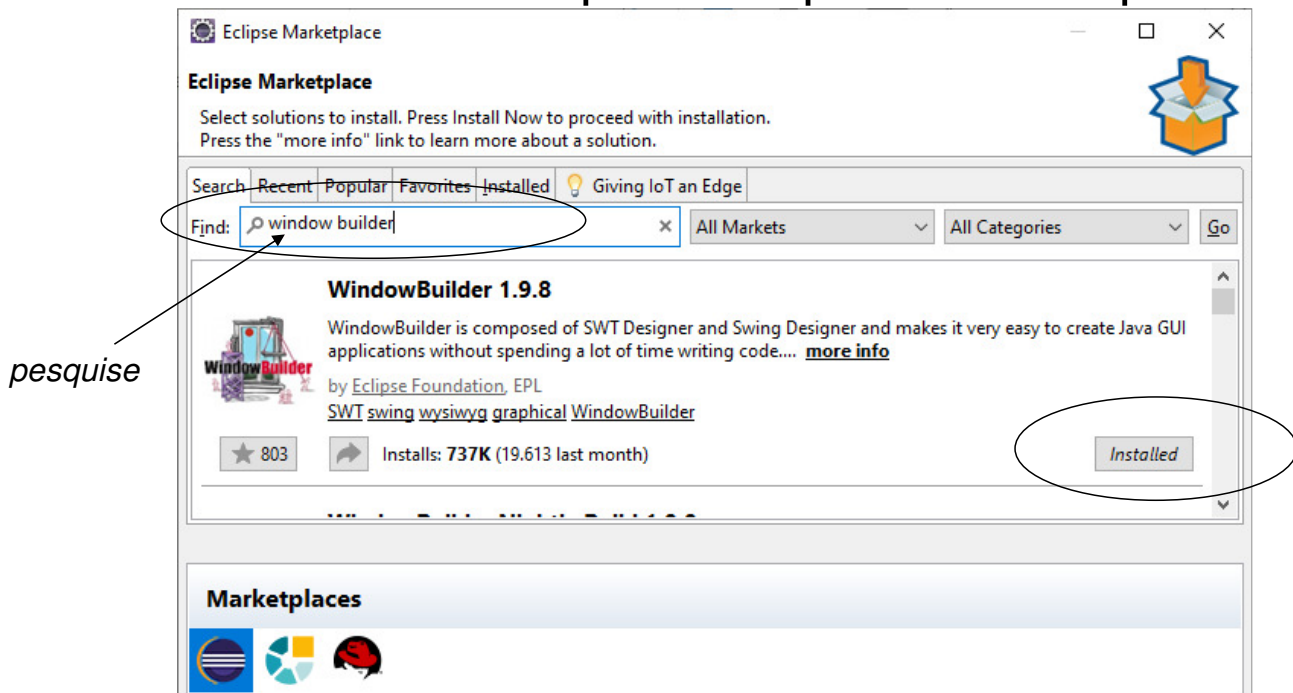 Eclipse Marketplace
Eclipse Marketplace
Select solutions to install. Press Install Now to proceed with installation.
Press the "more info" link to learn more about a solution.
Search Recent Popular Favorites Installed Giving IoT an Edge
Find: window builder All Markets All Categories Go
WindowBuilder 1.9.8
WindowBuilder is composed of SWT Designer and Swing Designer and makes it very easy to create Java GUI
applications without spending a lot of time writing code.... more info
pesquise
WindowBuilder
by Eclipse Foundation, EPL
SWT swing wysiwyg graphical WindowBuilder
803 Installs: 737K (19.613 last month) Installed
Marketplaces